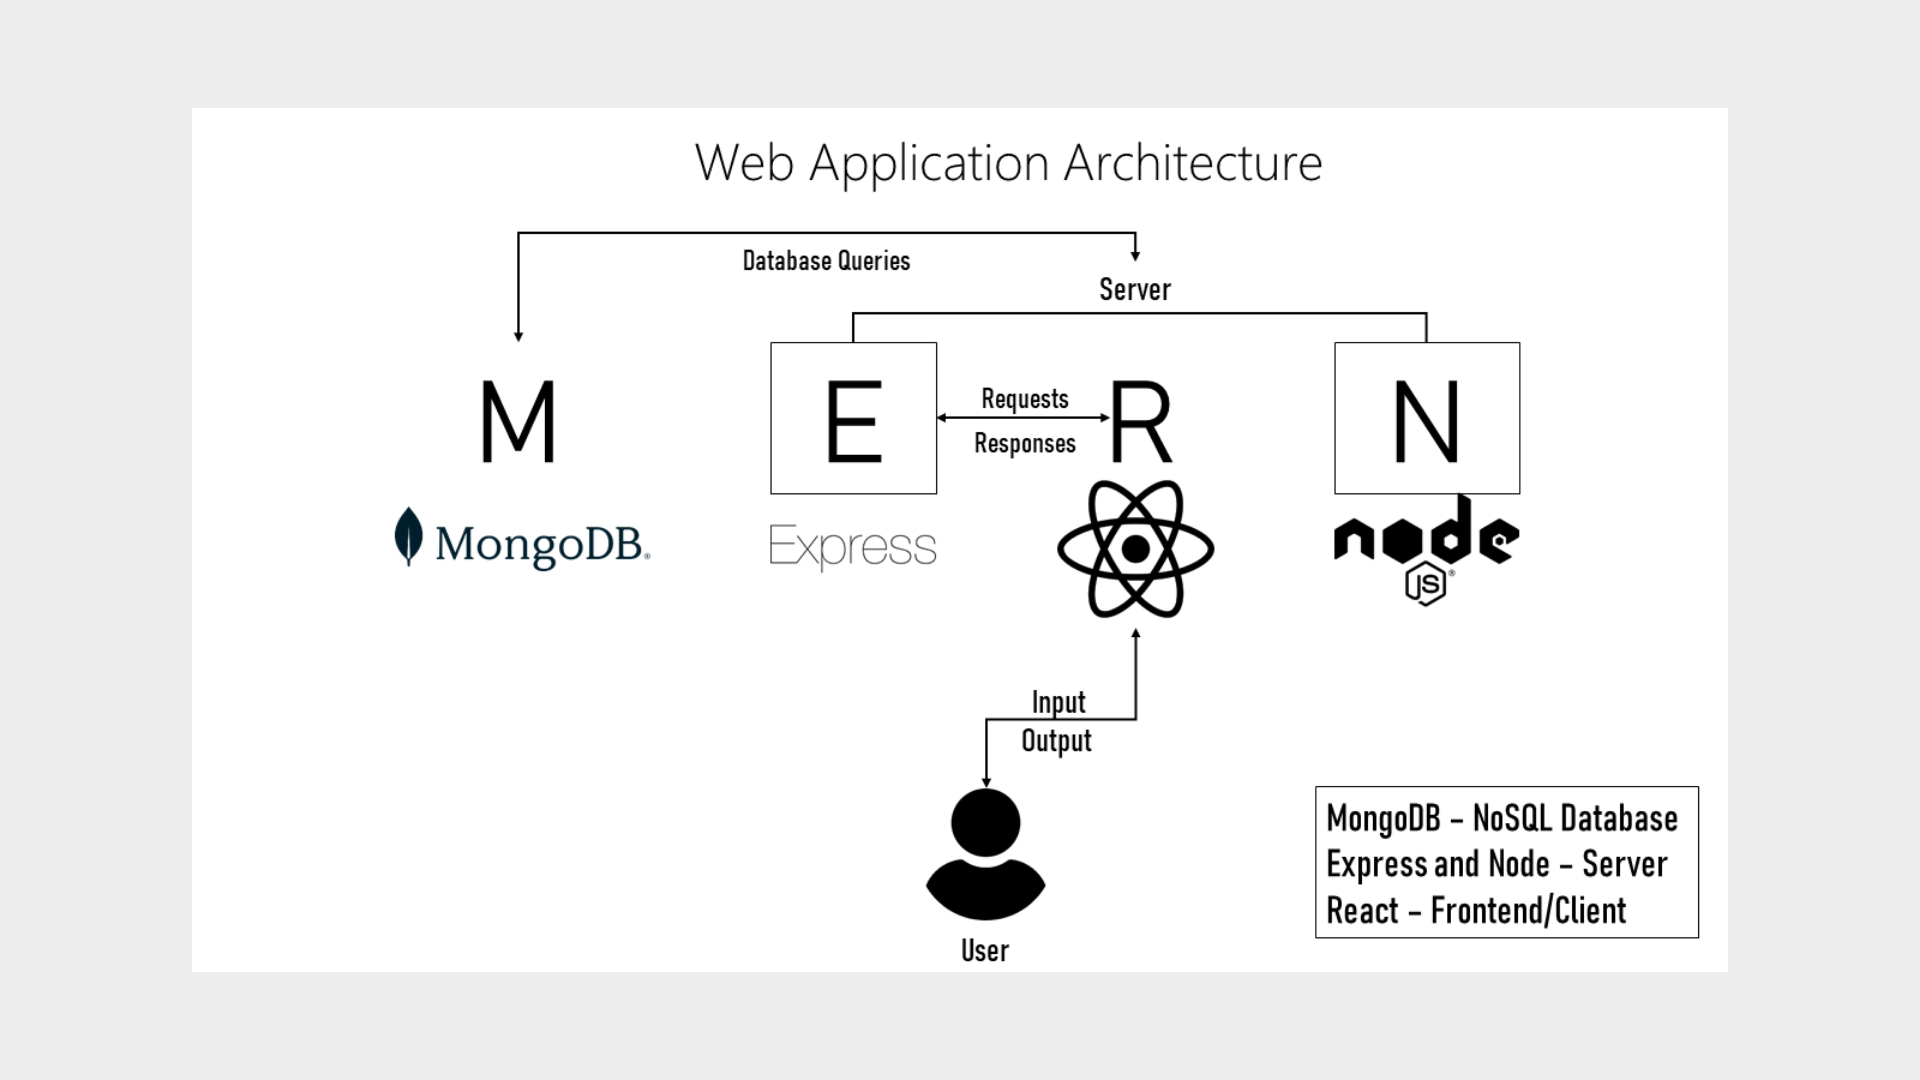 Web Application Architecture
Database Queries
Server
M
E
Requests
Responses
R
N
MongoDB®
Express
node
JS®
Input
Output
User
MongoDB – NoSQL Database
Express and Node – Server
React – Frontend/Client